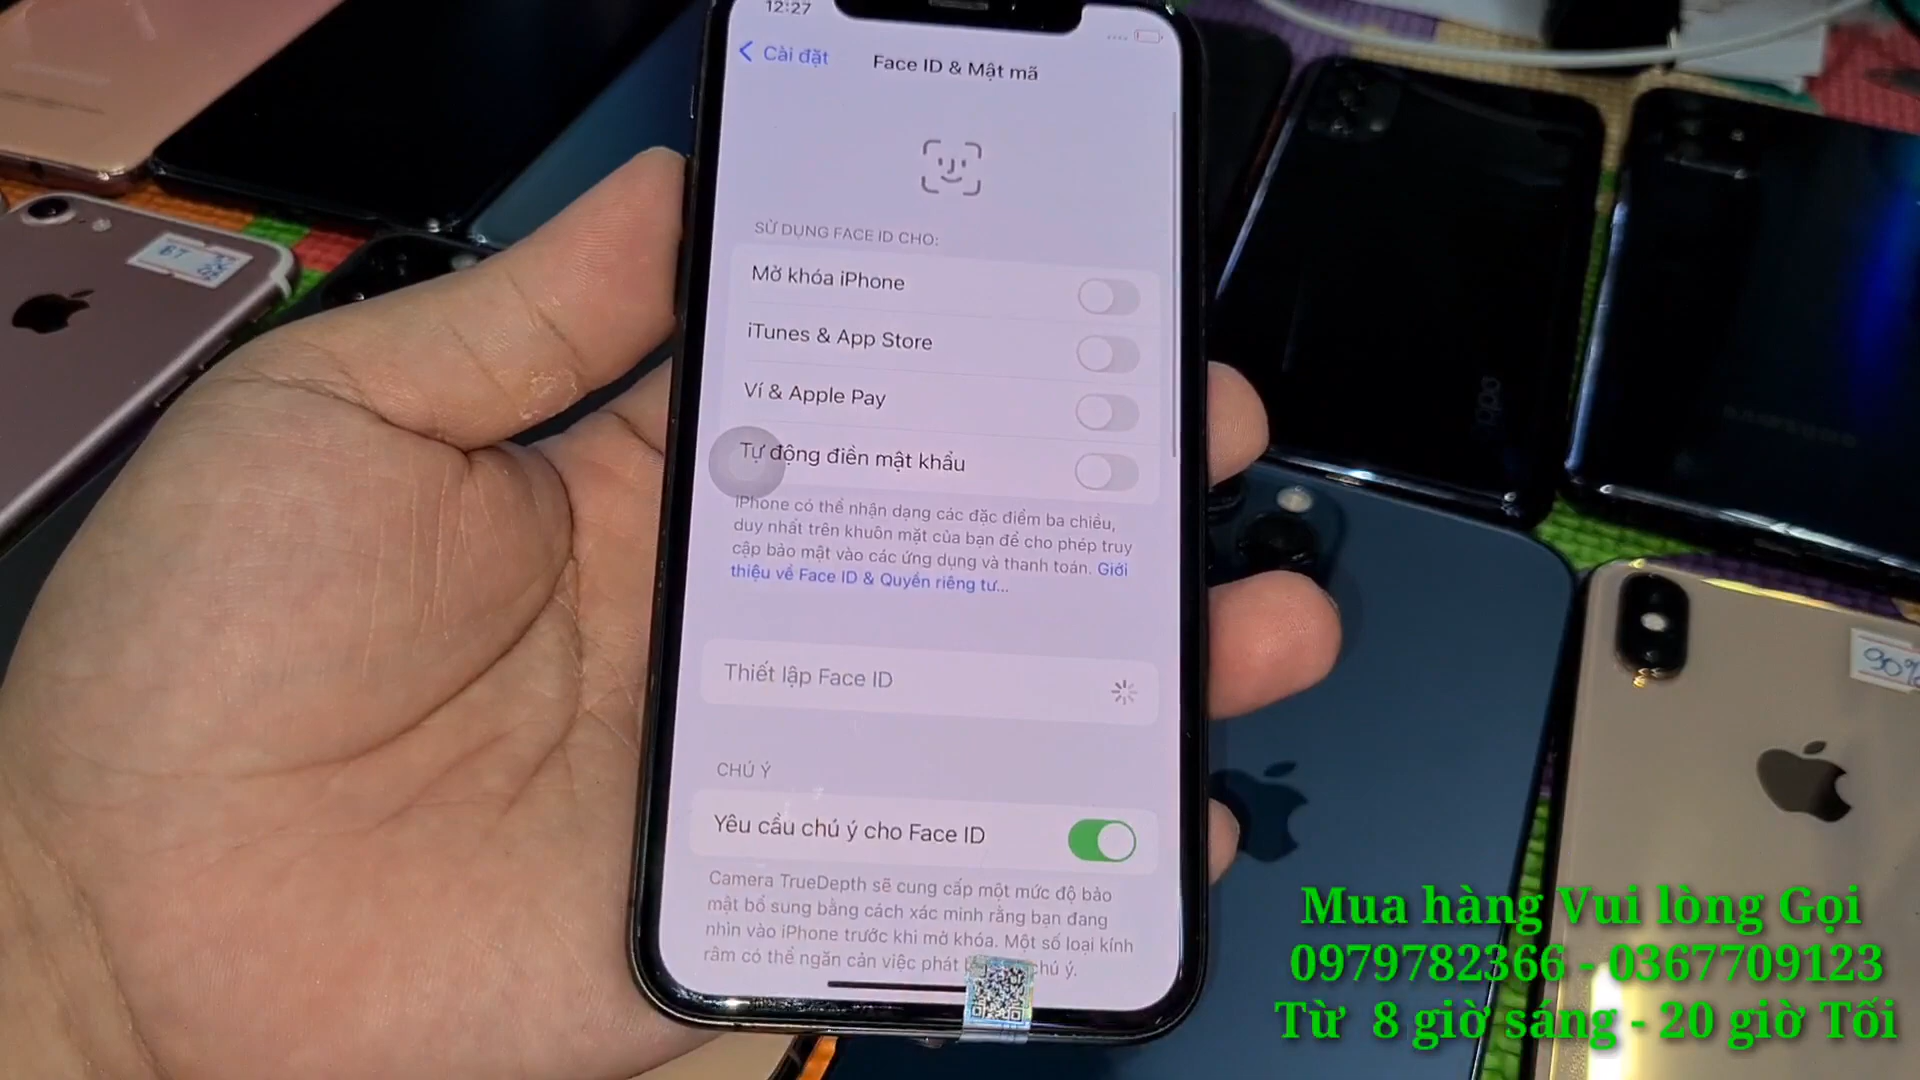 12:27
Cài đặt
Face ID & Mật mã
SỬ DỤNG FACE ID CHO:
Mở khóa iPhone
iTunes & App Store
Ví & Apple Pay
Tự động điền mật khẩu
iPhone có thể nhận dạng các đặc điểm ba chiều,
duy nhất trên khuôn mặt của bạn để cho phép truy
cập bảo mật vào các ứng dụng và thanh toán. Giới
thiệu về Face ID & Quyền riêng tư...
Thiết lập Face ID
CHÚ Ý
Yêu cầu chú ý cho Face ID
Camera TrueDepth sẽ cung cấp một mức độ bảo
mật bổ sung bằng cách xác minh rằng bạn đang
nhìn vào iPhone trước khi mở khóa. Một số loại kính
râm có thể ngăn cản việc phát chú ý.
B7
SAMSUNG
90%
Mua hàng Vui lòng Gọi
0979782366 - 0367709123
Từ 8 giờ sáng - 20 giờ Tối